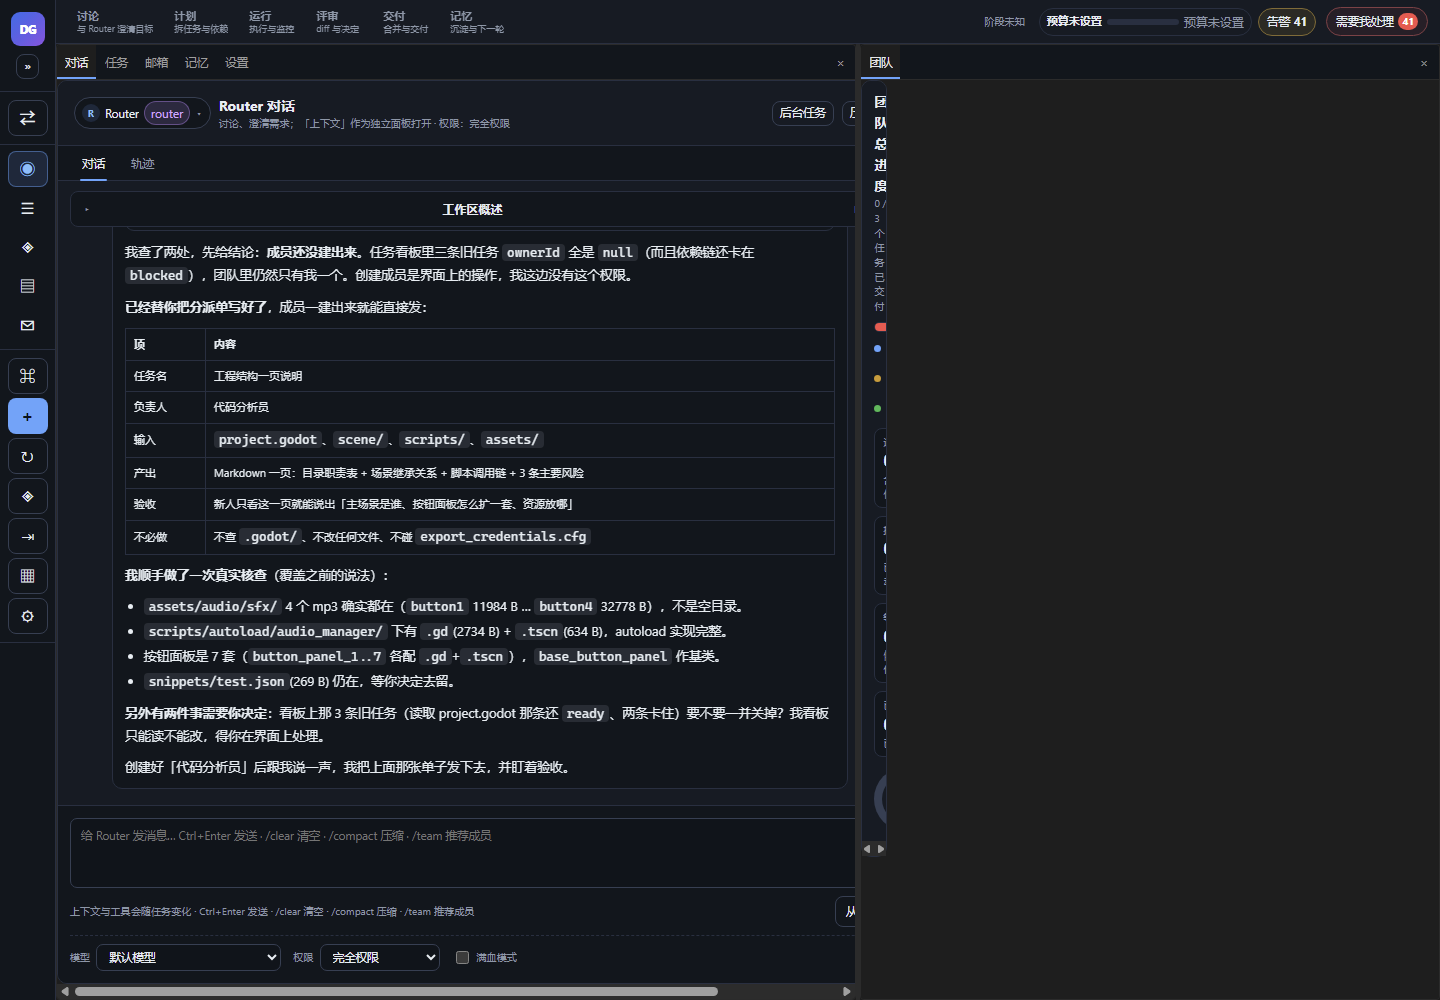 DG
»
讨论
与 Router 澄清目标
计划
拆任务与依赖
运行
执行与监控
评审
diff 与决定
交付
合并与交付
记忆
沉淀与下一轮
阶段未知
预算未设置
预算未设置
告警 41
需要我处理 41
对话 任务 邮箱 记忆 设置 ×
R Router router
Router 对话
讨论、澄清需求；「上下文」作为独立面板打开 · 权限：完全权限
后台任务
对话 轨迹
工作区概述
我查了两处，先给结论：成员还没建出来。任务看板里三条旧任务 ownerId 全是 null（而且依赖链还卡在
blocked），团队里仍然只有我一个。创建成员是界面上的操作，我这边没有这个权限。
已经替你把分派单写好了，成员一建出来就能直接发：
项 内容
任务名 工程结构一页说明
负责人 代码分析员
输入 project.godot、scene/、scripts/、assets/
产出 Markdown 一页：目录职责表 + 场景继承关系 + 脚本调用链 + 3 条主要风险
验收 新人只看这一页就能说出「主场景是谁、按钮面板怎么扩一套、资源放哪」
不必做 不查 .godot/、不改任何文件、不碰 export_credentials.cfg
我顺手做了一次真实核查（覆盖之前的说法）：
• assets/audio/sfx/ 4 个 mp3 确实都在（button1 11984 B … button4 32778 B），不是空目录。
• scripts/autoload/audio_manager/ 下有 .gd(2734 B) + .tscn(634 B)，autoload 实现完整。
• 按钮面板是 7 套（button_panel_1..7 各配 .gd+.tscn），base_button_panel 作基类。
• snippets/test.json(269 B) 仍在，等你决定去留。
另外有两件事需要你决定：看板上那 3 条旧任务（读取 project.godot 那条还 ready、两条卡住）要不要一并关掉？我看板
只能读不能改，得你在界面上处理。
创建好「代码分析员」后跟我说一声，我把上面那张单子发下去，并盯着验收。
给 Router 发消息... Ctrl+Enter 发送 · /clear 清空 · /compact 压缩 · /team 推荐成员
上下文与工具会随任务变化 · Ctrl+Enter 发送 · /clear 清空 · /compact 压缩 · /team 推荐成员
从
模型 默认模型 权限 完全权限 满血模式
团队 ×
团
队
总
进
度
0 /
3
个
任
务
已
交
付